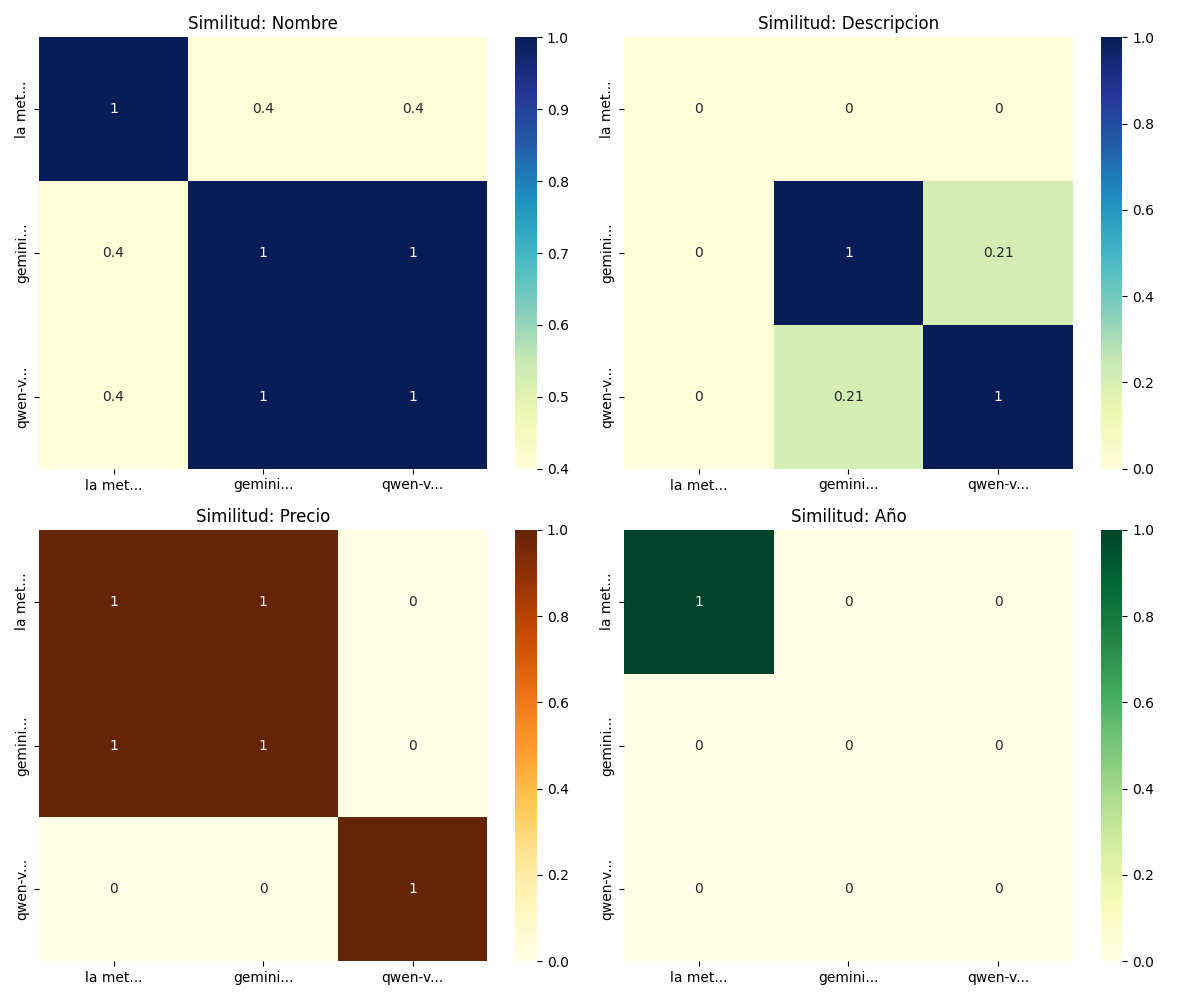 Similitud: Nombre
la met...
gemini...
qwen-v...
1 0.4 0.4
0.4 1 1
0.4 1 1
la met... gemini... qwen-v...
1.0
0.9
0.8
0.7
0.6
0.5
0.4
Similitud: Descripcion
la met...
gemini...
qwen-v...
0 0 0
0 1 0.21
0 0.21 1
la met... gemini... qwen-v...
1.0
0.8
0.6
0.4
0.2
0.0
Similitud: Precio
la met...
gemini...
qwen-v...
1 1 0
1 1 0
0 0 1
la met... gemini... qwen-v...
1.0
0.8
0.6
0.4
0.2
0.0
Similitud: Año
la met...
gemini...
qwen-v...
1 0 0
0 0 0
0 0 0
la met... gemini... qwen-v...
1.0
0.8
0.6
0.4
0.2
0.0